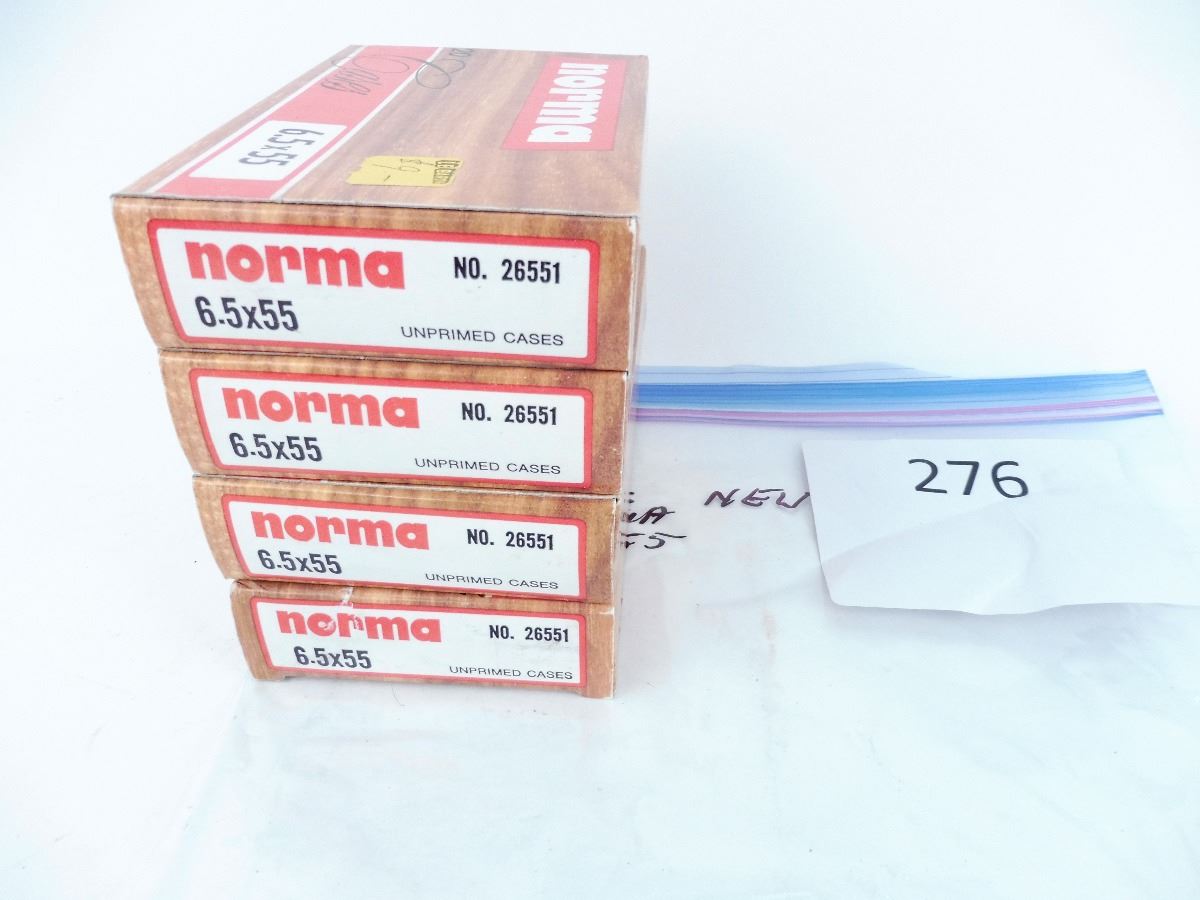 norma
6.5x55
norma NO. 26551
6.5x55
UNPRIMED CASES
norma NO. 26551
6.5x55
UNPRIMED CASES
norma NO. 26551
6.5x55
UNPRIMED CASES
norma NO. 26551
6.5x55
UNPRIMED CASES
NEW
276